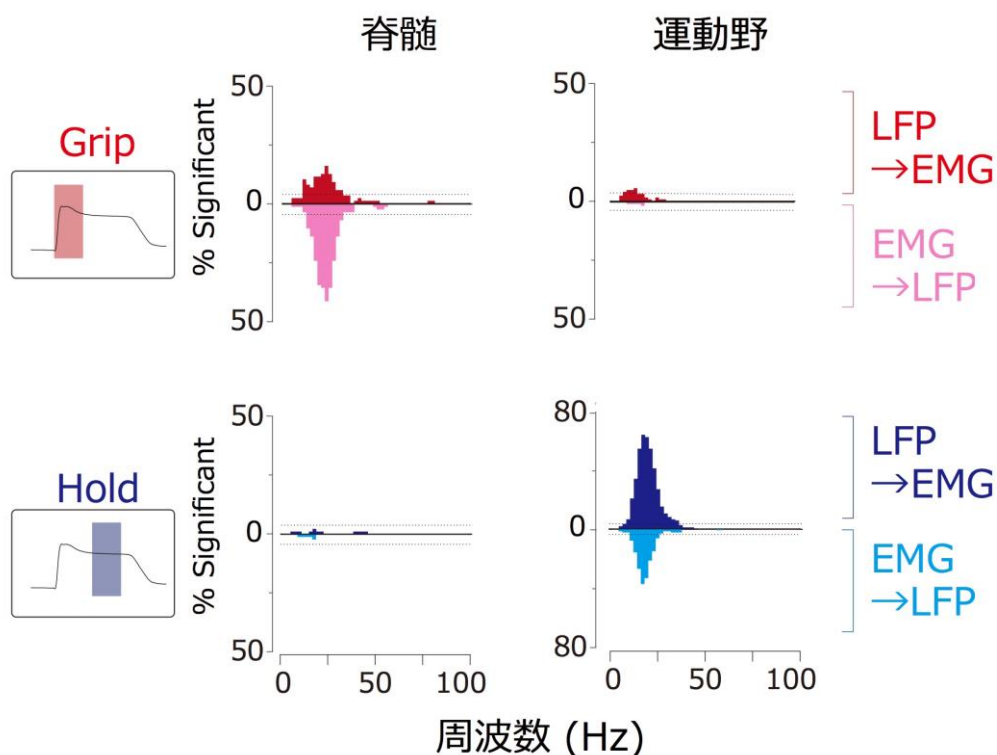 脊髄
運動野
Grip
% Significant
50
0
50
50
0
50
LFP
→EMG
EMG
→LFP
Hold
% Significant
50
0
50
0
50
100
80
0
80
0
50
100
LFP
→EMG
EMG
→LFP
周波数 (Hz)